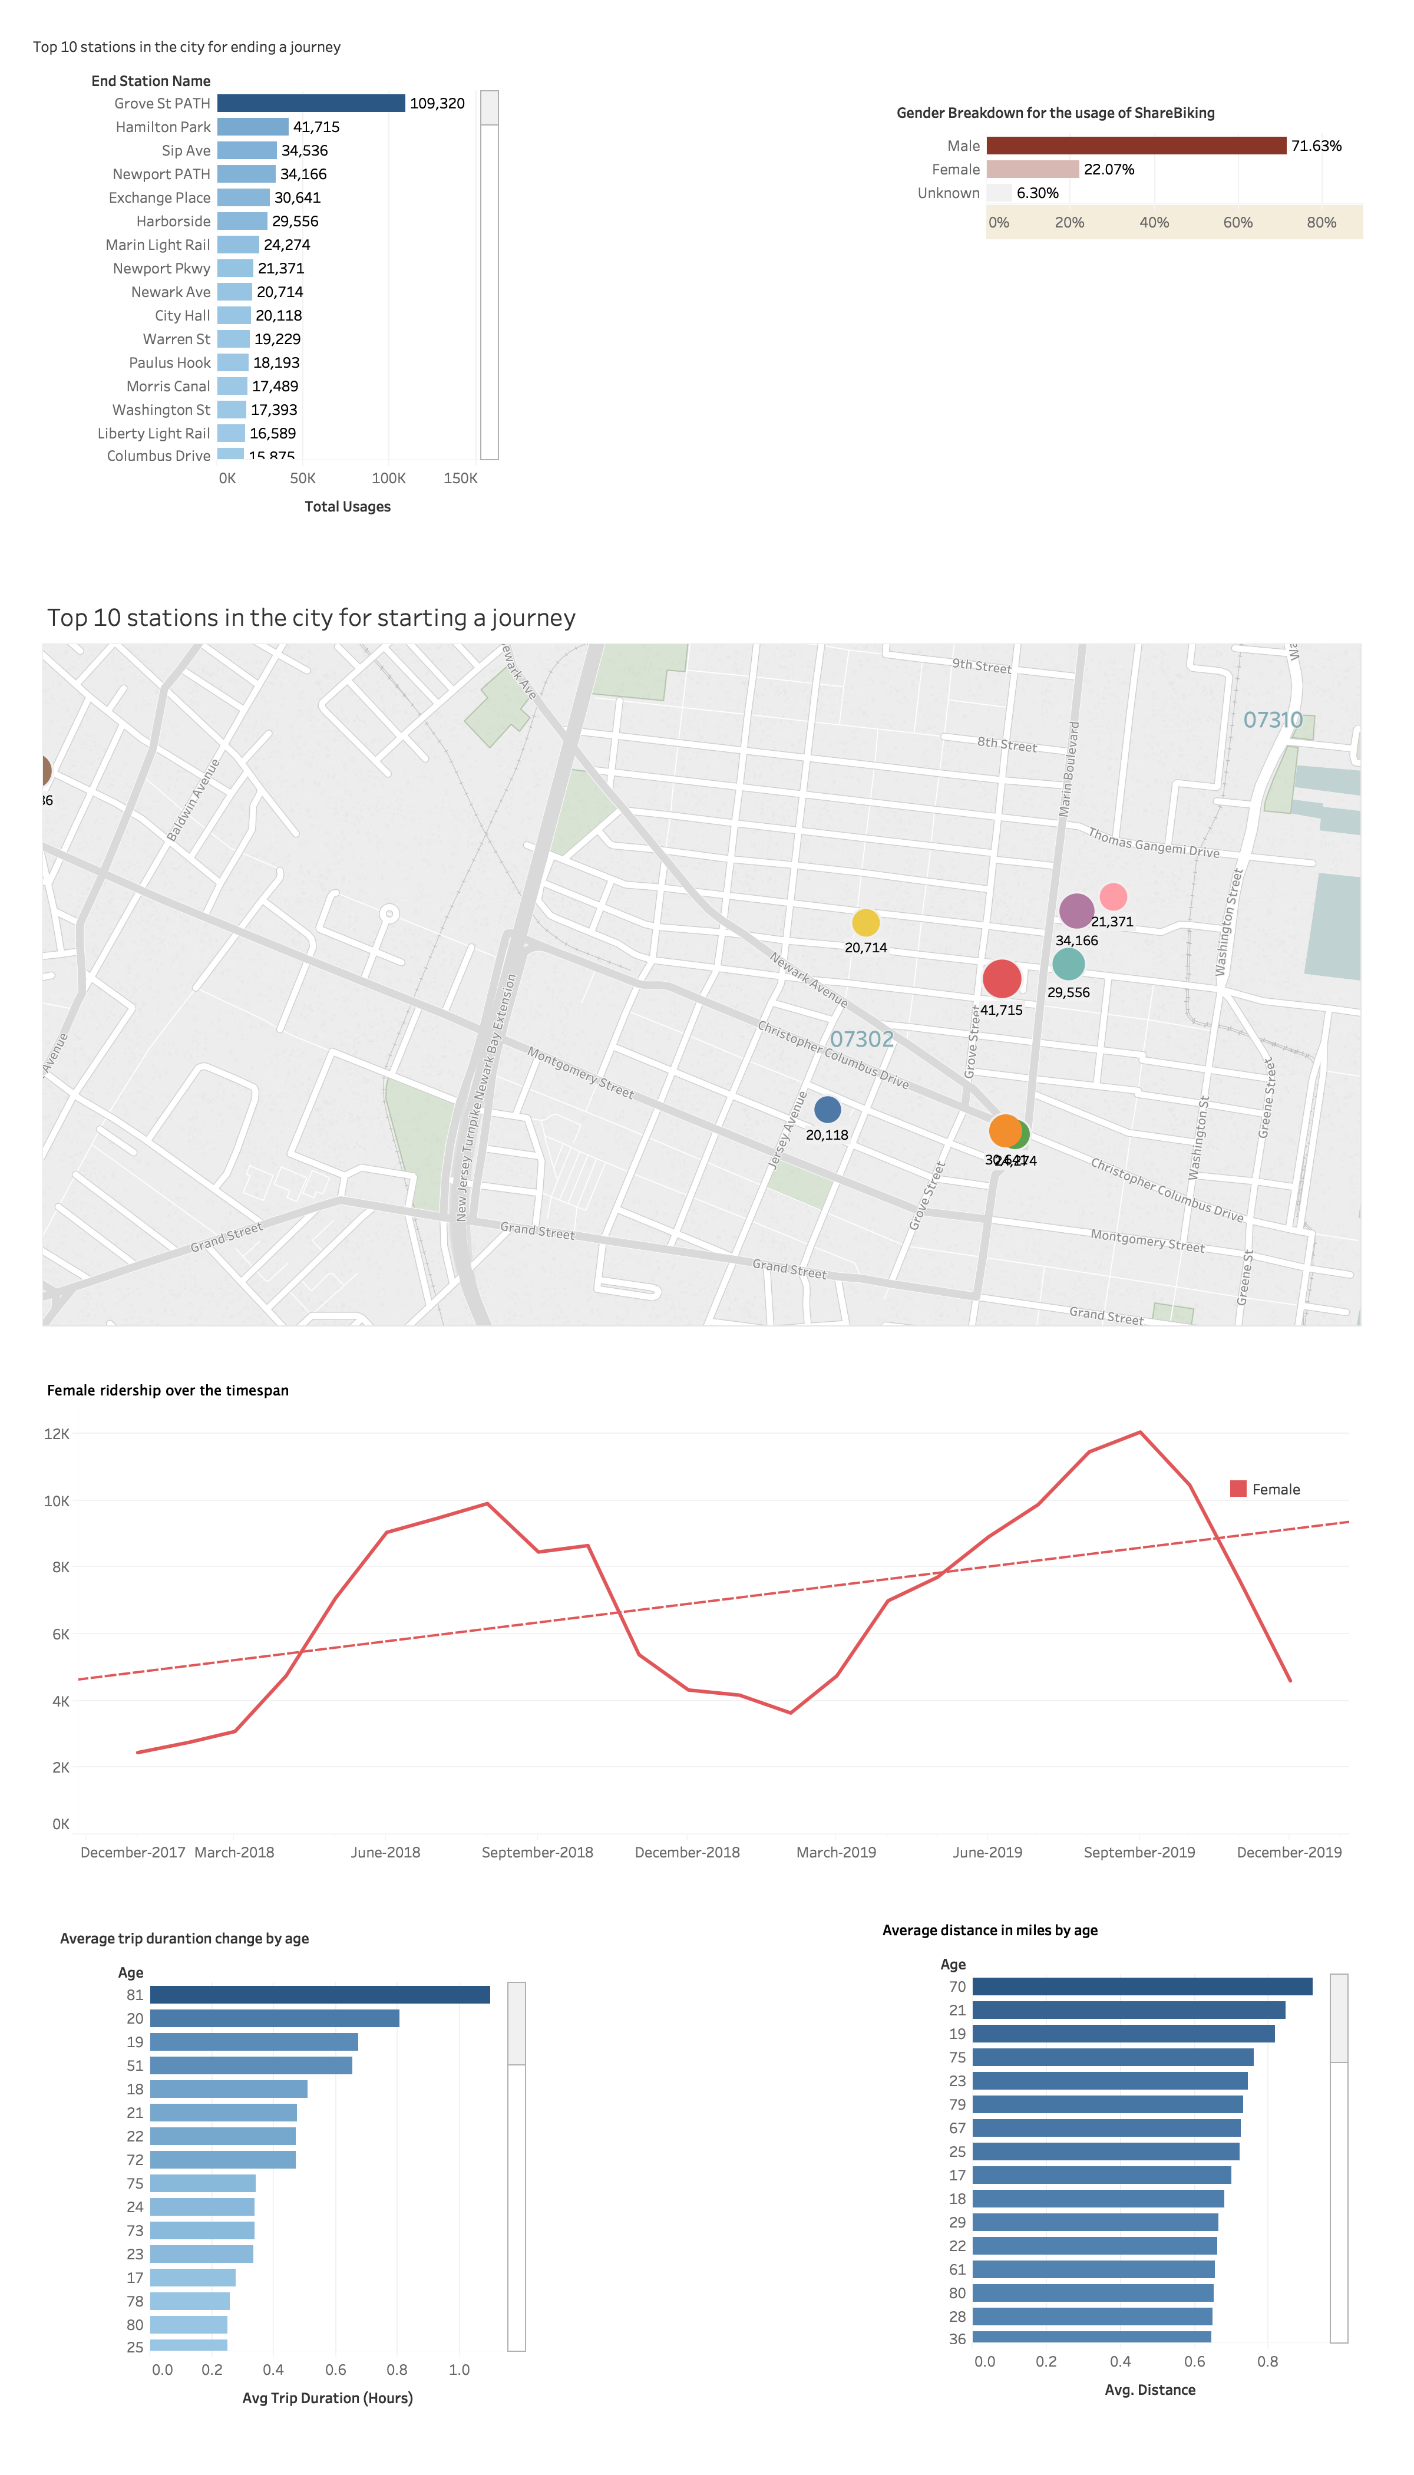 Top 10 stations in the city for ending a journey
End Station Name
Grove St PATH 109,320
Hamilton Park 41,715
Sip Ave 34,536
Newport PATH 34,166
Exchange Place 30,641
Harborside 29,556
Marin Light Rail 24,274
Newport Pkwy 21,371
Newark Ave 20,714
City Hall 20,118
Warren St 19,229
Paulus Hook 18,193
Morris Canal 17,489
Washington St 17,393
Liberty Light Rail 16,589
Columbus Drive 15,875
0K 50K 100K 150K
Total Usages
Gender Breakdown for the usage of ShareBiking
Male 71.63%
Female 22.07%
Unknown 6.30%
0% 20% 40% 60% 80%
Top 10 stations in the city for starting a journey
Newark Ave
9th Street
07310
8th Street
Marin Boulevard
Baldwin Avenue
36
Thomas Gangemi Drive
Washington Street
21,371
34,166
20,714
Newark Avenue
29,556
41,715
New Jersey Turnpike Newark Bay Extension
Christopher Columbus Drive
07302
Grove Street
Avenue
Montgomery Street
Greene Street
Washington St
Jersey Avenue
20,118
30,641
24,274
Grove Street
Christopher Columbus Drive
Grand Street
Grand Street
Montgomery Street
Grand Street
Greene St
Grand Street
Female ridership over the timespan
12K
10K
Female
8K
6K
4K
2K
0K
December-2017 March-2018 June-2018 September-2018 December-2018 March-2019 June-2019 September-2019 December-2019
Average trip durantion change by age
Age
81
20
19
51
18
21
22
72
75
24
73
23
17
78
80
25
0.0 0.2 0.4 0.6 0.8 1.0
Avg Trip Duration (Hours)
Average distance in miles by age
Age
70
21
19
75
23
79
67
25
17
18
29
22
61
80
28
36
0.0 0.2 0.4 0.6 0.8
Avg. Distance